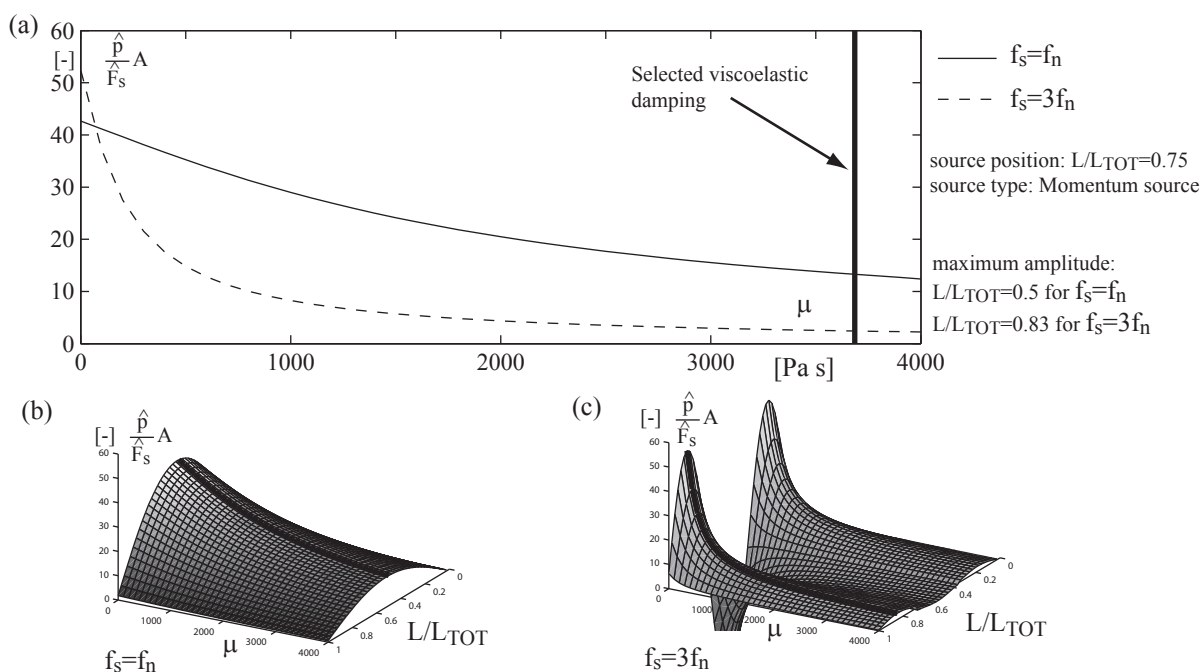 (a)
60
50
40
30
20
10
0
[-]
p̂
F̂s
A
Selected viscoelastic
damping
μ
0
1000
2000
3000
4000
[Pa s]
fs=fn
fs=3fn
source position: L/LTOT=0.75
source type: Momentum source
maximum amplitude:
L/LTOT=0.5 for fs=fn
L/LTOT=0.83 for fs=3fn
(b)
[-]
p̂
F̂s
A
60
50
40
30
20
10
0
0
1000
2000
3000
4000
μ
1
0.8
0.6
0.4
0.2
0
L/LTOT
fs=fn
(c)
[-]
p̂
F̂s
A
60
50
40
30
20
10
0
0
1000
2000
3000
4000
μ
1
0.8
0.6
0.4
0.2
0
L/LTOT
fs=3fn